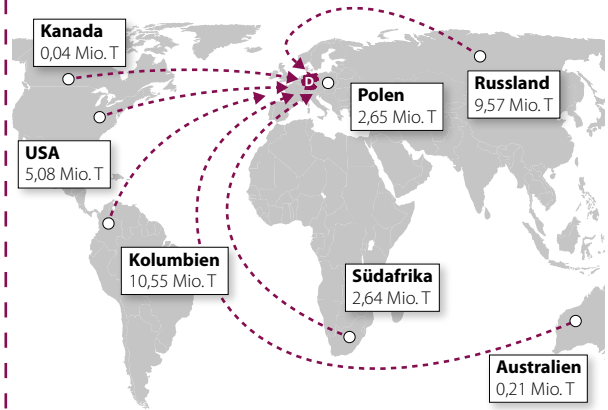 Kanada
0,04 Mio. T
D
Polen
2,65 Mio. T
Russland
9,57 Mio. T
USA
5,08 Mio. T
Kolumbien
10,55 Mio. T
Südafrika
2,64 Mio. T
Australien
0,21 Mio. T